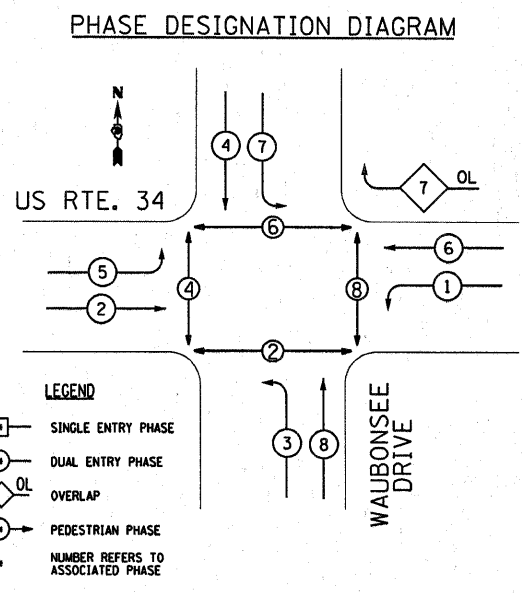 PHASE DESIGNATION DIAGRAM
N
4 7
7 OL
US RTE. 34
6
5 6
4 8 1
2
2
3 8
WAUBONSEE
DRIVE
LEGEND
SINGLE ENTRY PHASE
DUAL ENTRY PHASE
OL OVERLAP
PEDESTRIAN PHASE
NUMBER REFERS TO
ASSOCIATED PHASE